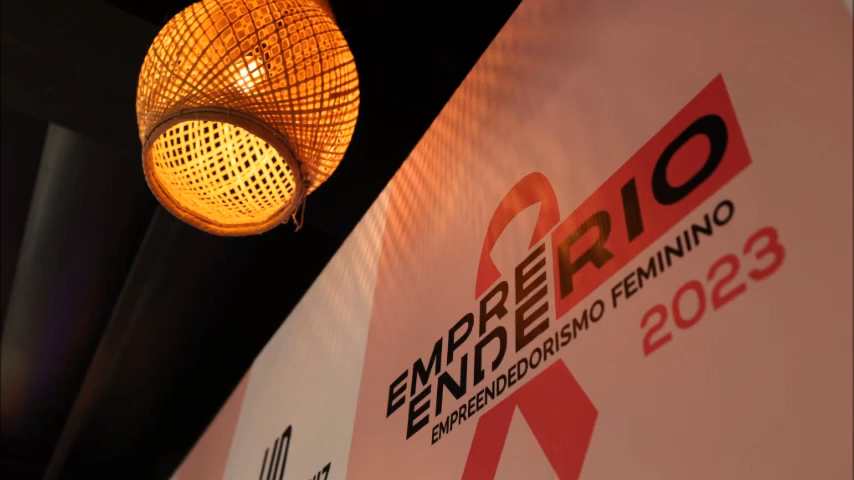 EMPRE
ENDE RIO
EMPREENDEDORISMO FEMININO
2023